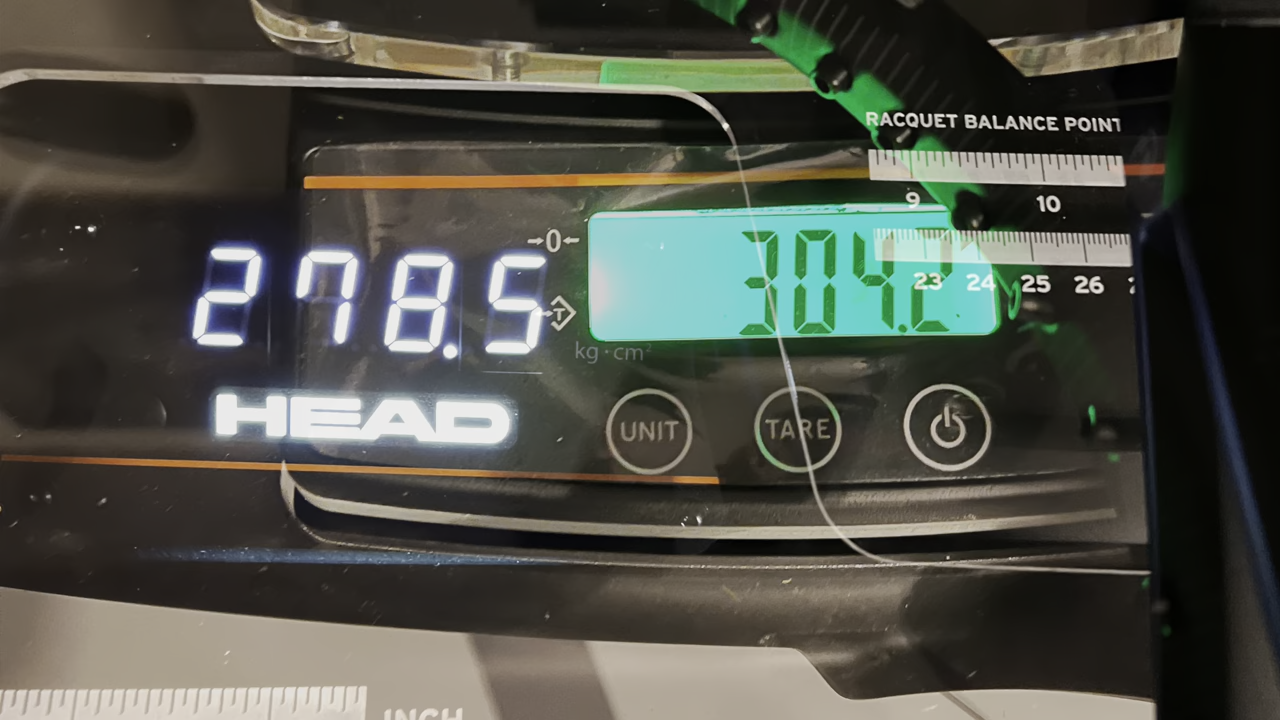 RACQUET BALANCE POINT
9 10
→0←
278.5
304.2
23 24 25 26
T
kg·cm²
HEAD
UNIT
TARE
INCH